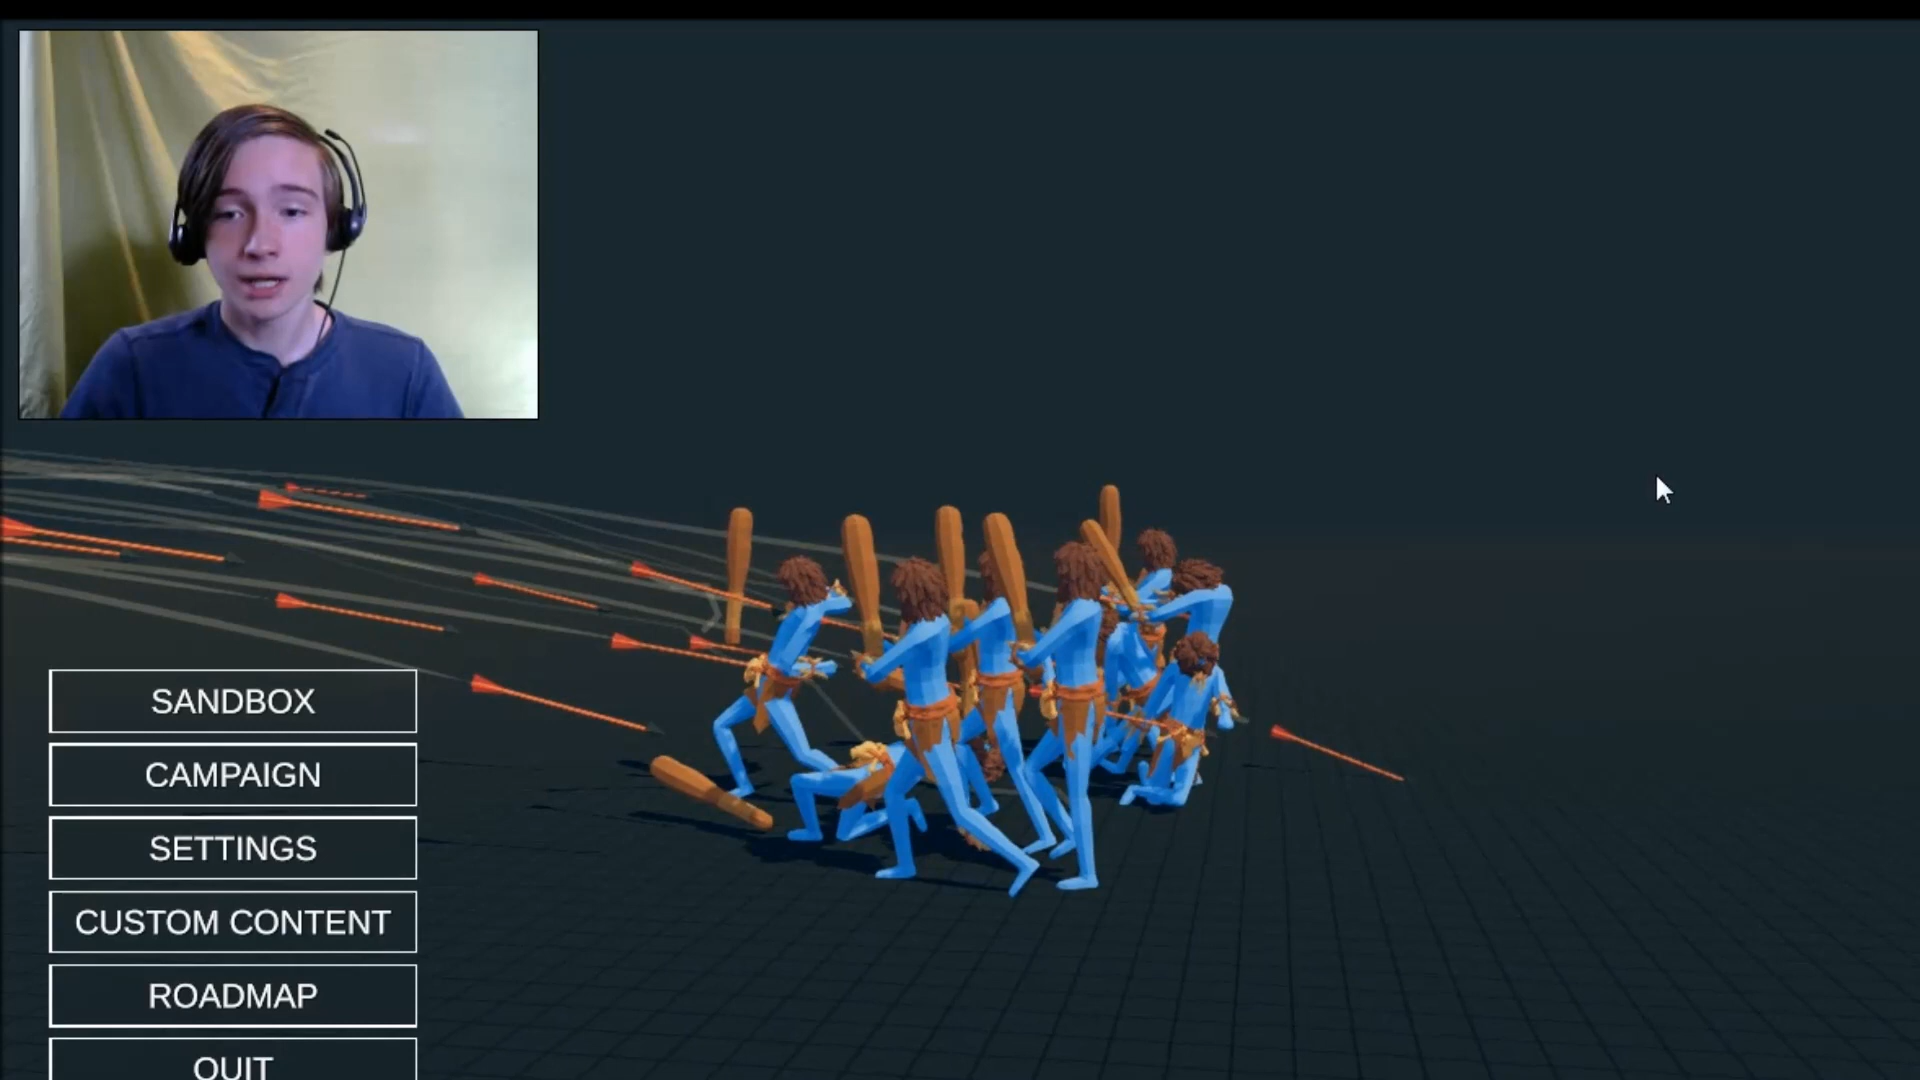 SANDBOX
CAMPAIGN
SETTINGS
CUSTOM CONTENT
ROADMAP
QUIT